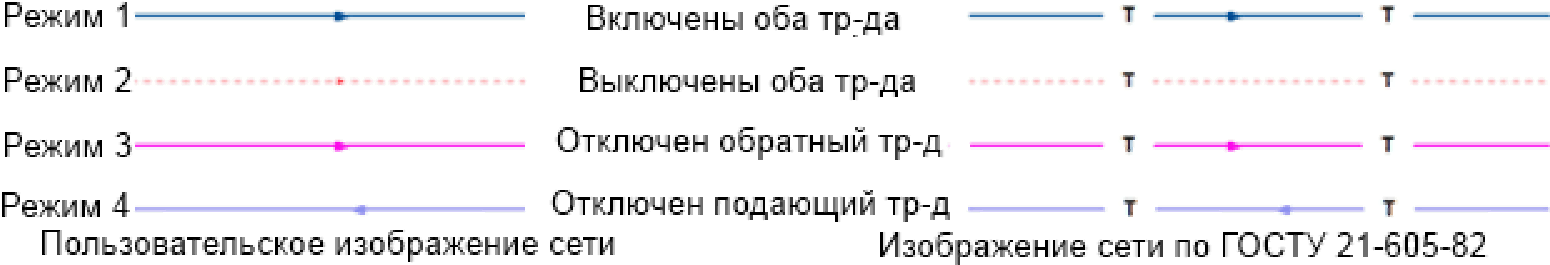 Режим 1 Включены оба тр-да Т Т
Режим 2 Выключены оба тр-да Т Т
Режим 3 Отключен обратный тр-д Т Т
Режим 4 Отключен подающий тр-д Т Т
Пользовательское изображение сети Изображение сети по ГОСТУ 21-605-82